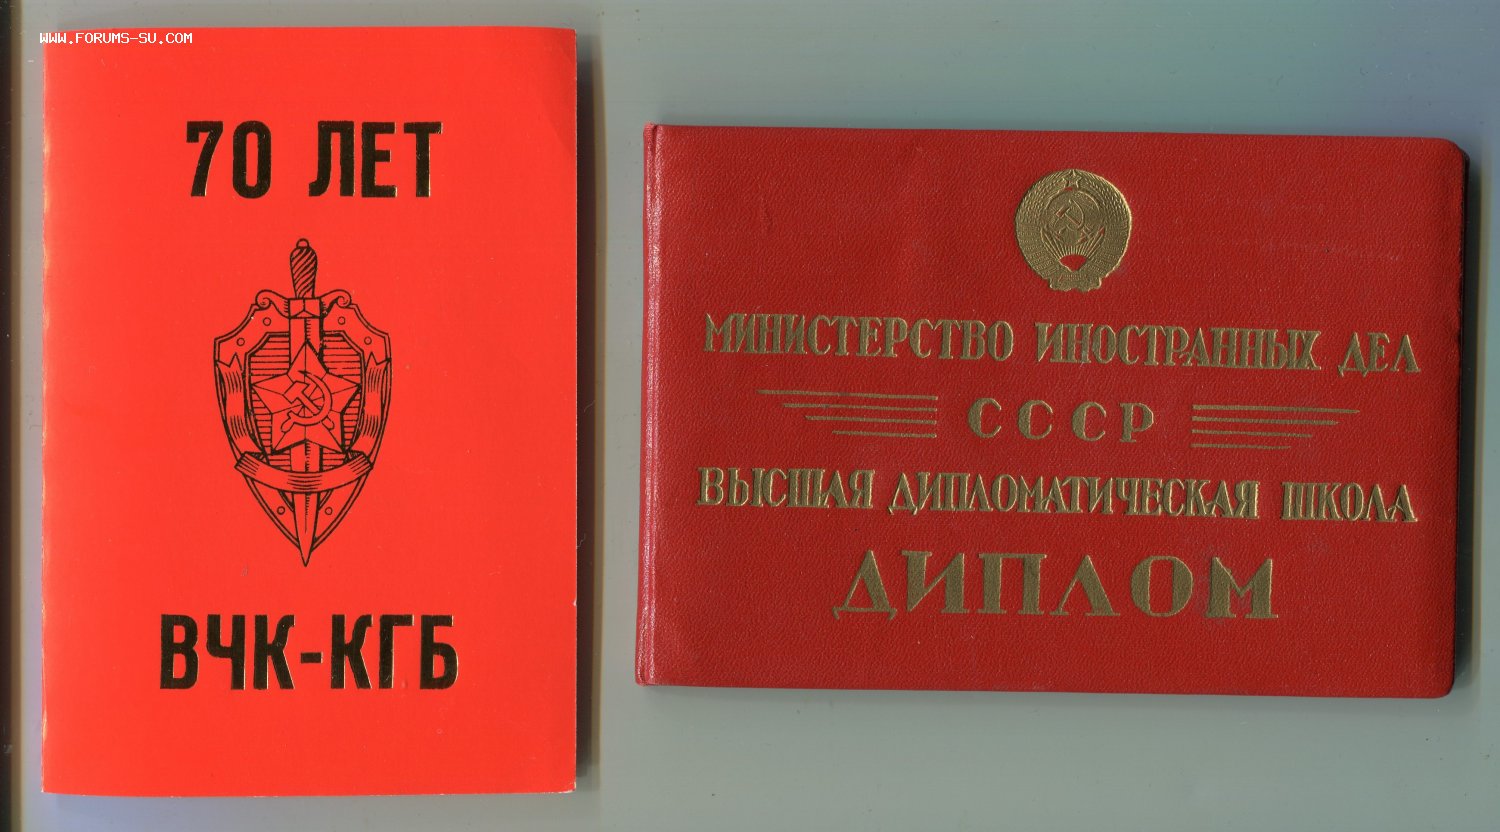 WWW.FORUMS-SU.COM
70 ЛЕТ
ВЧК-КГБ
МИНИСТЕРСТВО ИНОСТРАННЫХ ДЕЛ
СССР
ВЫСШАЯ ДИПЛОМАТИЧЕСКАЯ ШКОЛА
ДИПЛОМ